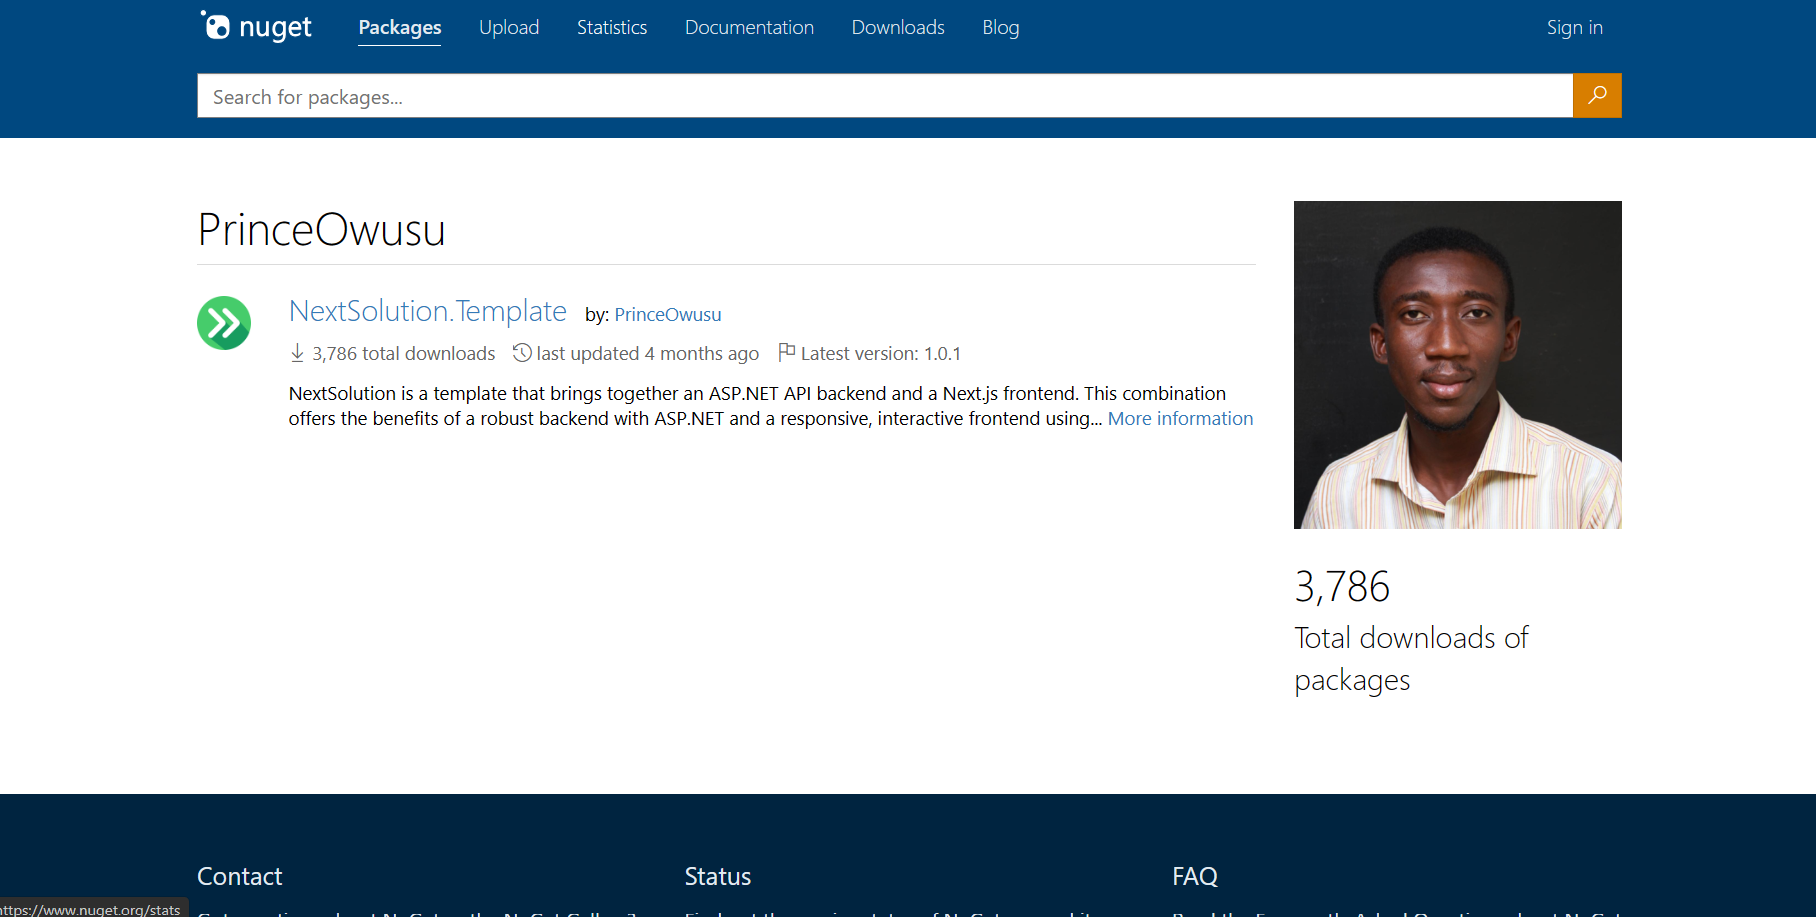 nuget Packages Upload Statistics Documentation Downloads Blog Sign in
Search for packages...
PrinceOwusu
NextSolution.Template by: PrinceOwusu
3,786 total downloads last updated 4 months ago Latest version: 1.0.1
NextSolution is a template that brings together an ASP.NET API backend and a Next.js frontend. This combination
offers the benefits of a robust backend with ASP.NET and a responsive, interactive frontend using... More information
3,786
Total downloads of
packages
Contact Status FAQ
https://www.nuget.org/stats